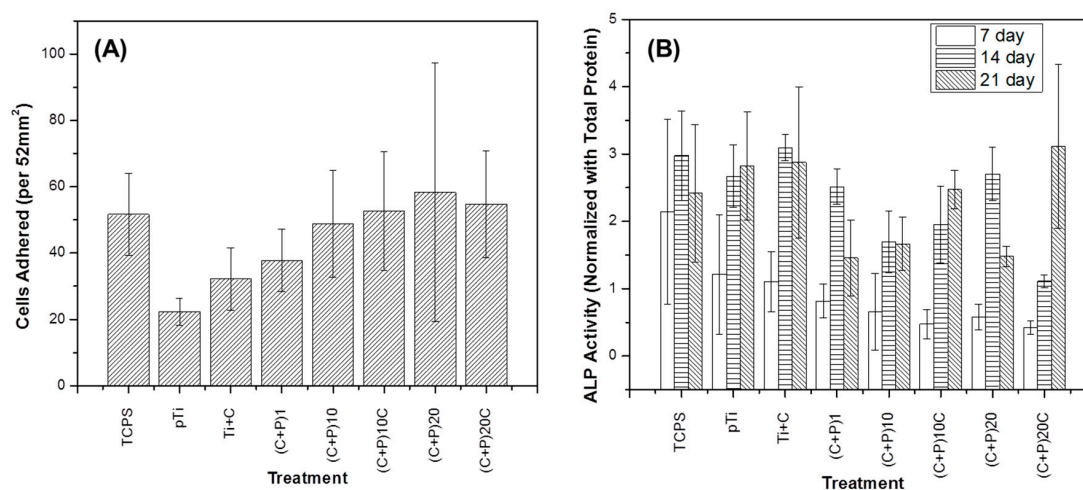 (A)
Cells Adhered (per 52mm²)
100
80
60
40
20
0
TCPS
pTi
Ti+C
(C+P)1
(C+P)10
(C+P)10C
(C+P)20
(C+P)20C
Treatment
(B)
7 day
14 day
21 day
ALP Activity (Normalized with Total Protein)
5
4
3
2
1
0
TCPS
pTi
Ti+C
(C+P)1
(C+P)10
(C+P)10C
(C+P)20
(C+P)20C
Treatment